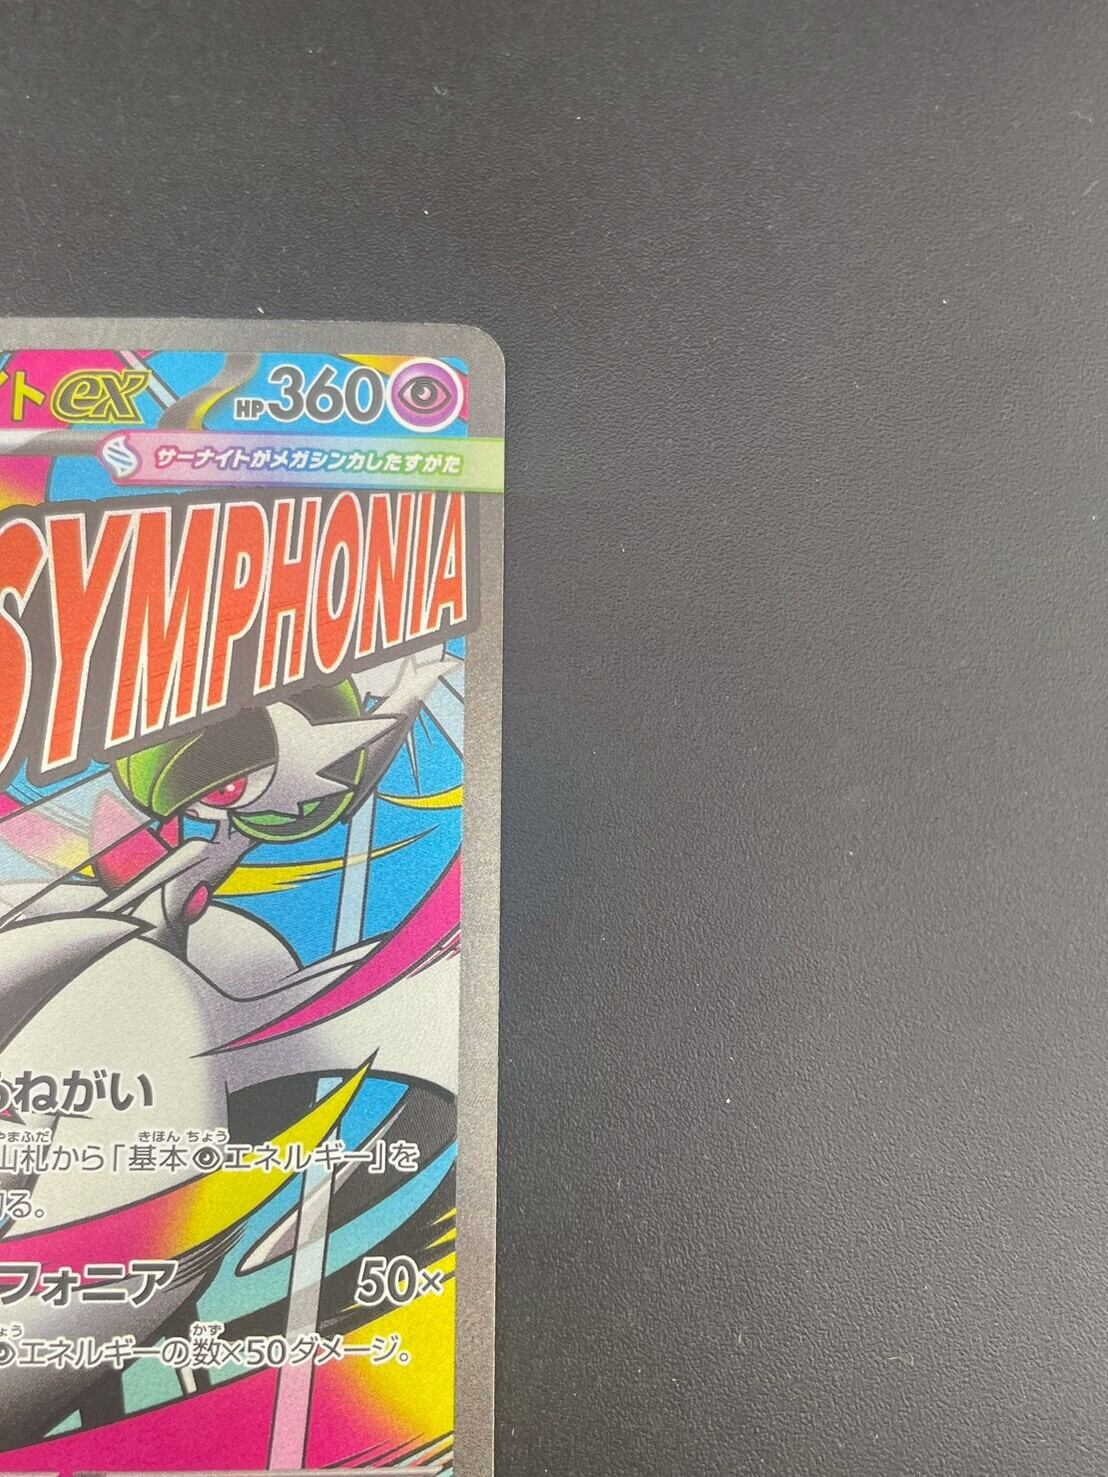 イトex HP360
サーナイトがメガシンカしたすがた
SYMPHONIA
ねがい
やまふだ きほん ちょう
山札から「基本エネルギー」を
切る。
フォニア 50×
ょう かず
エネルギーの数×50ダメージ。